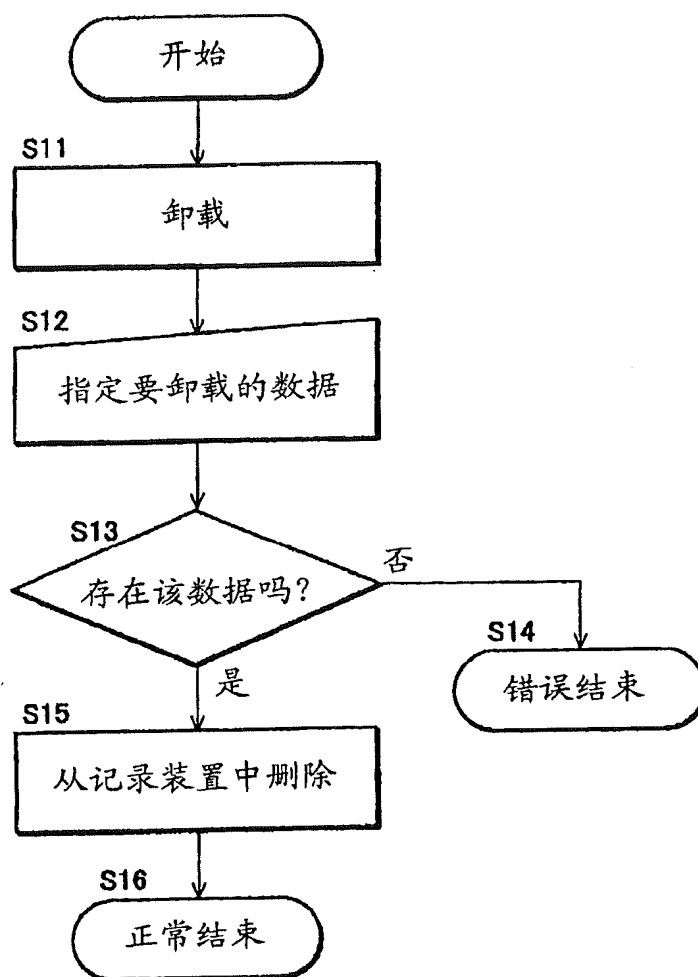 开始
S11
卸载
S12
指定要卸载的数据
S13
存在该数据吗?
否
S14
错误结束
是
S15
从记录装置中删除
S16
正常结束